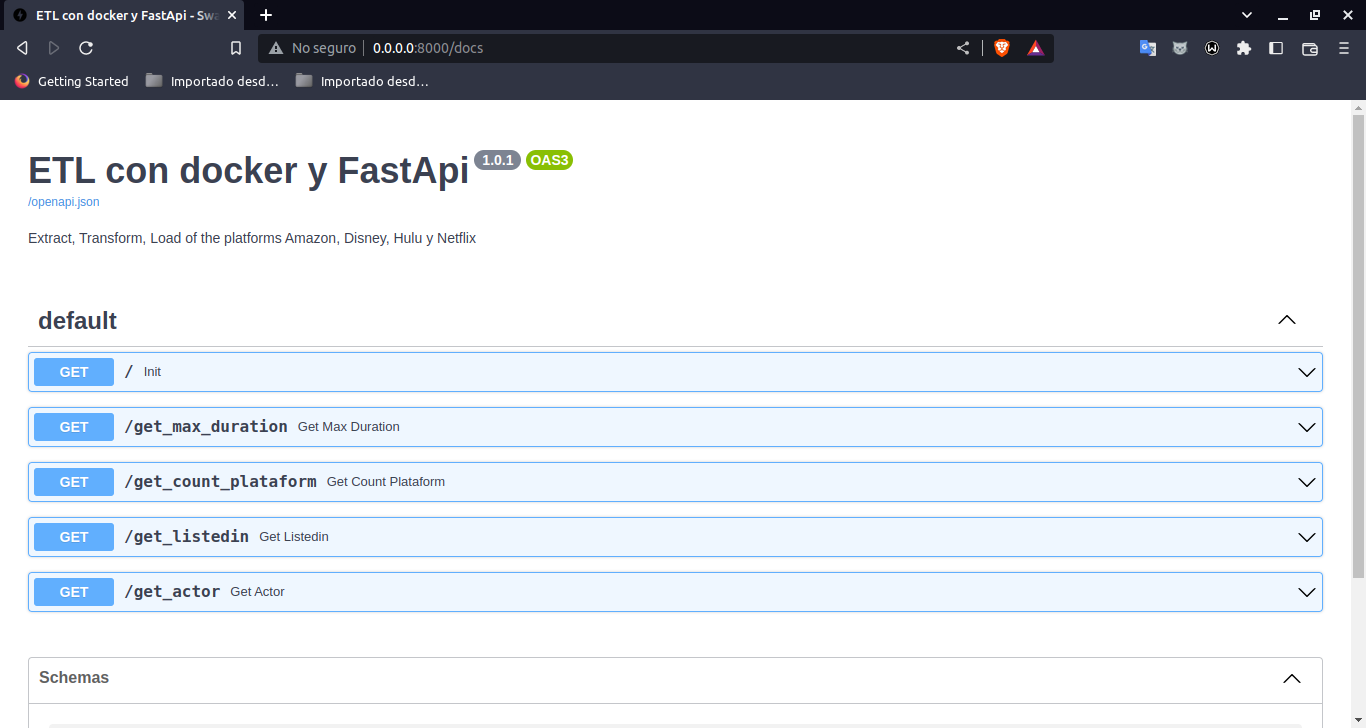 ETL con docker y FastApi - Swa
No seguro 0.0.0.0:8000/docs
Getting Started Importado desd... Importado desd...
ETL con docker y FastApi 1.0.1 OAS3
/openapi.json
Extract, Transform, Load of the platforms Amazon, Disney, Hulu y Netflix
default
GET / Init
GET /get_max_duration Get Max Duration
GET /get_count_plataform Get Count Plataform
GET /get_listedin Get Listedin
GET /get_actor Get Actor
Schemas